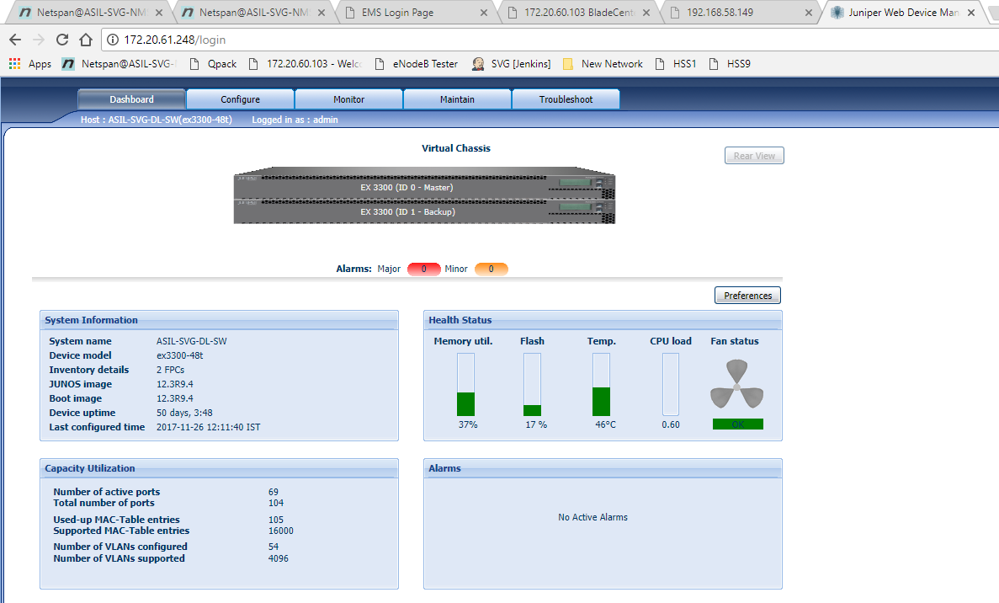 Netspan@ASIL-SVG-NM
Netspan@ASIL-SVG-NM
EMS Login Page
172.20.60.103 BladeCent
192.168.58.149
Juniper Web Device Man
172.20.61.248/login
Apps
Netspan@ASIL-SVG-
Qpack
172.20.60.103 - Welc
eNodeB Tester
SVG [Jenkins]
New Network
HSS1
HSS9
Dashboard
Configure
Monitor
Maintain
Troubleshoot
Host : ASIL-SVG-DL-SW(ex3300-48t) Logged in as : admin
Virtual Chassis
Rear View
EX 3300 (ID 0 - Master)
EX 3300 (ID 1 - Backup)
Alarms: Major 0 Minor 0
Preferences
System Information
System name ASIL-SVG-DL-SW
Device model ex3300-48t
Inventory details 2 FPCs
JUNOS image 12.3R9.4
Boot image 12.3R9.4
Device uptime 50 days, 3:48
Last configured time 2017-11-26 12:11:40 IST
Health Status
Memory util. Flash Temp. CPU load Fan status
37% 17 % 46°C 0.60 OK
Capacity Utilization
Number of active ports 69
Total number of ports 104
Used-up MAC-Table entries 105
Supported MAC-Table entries 16000
Number of VLANs configured 54
Number of VLANs supported 4096
Alarms
No Active Alarms